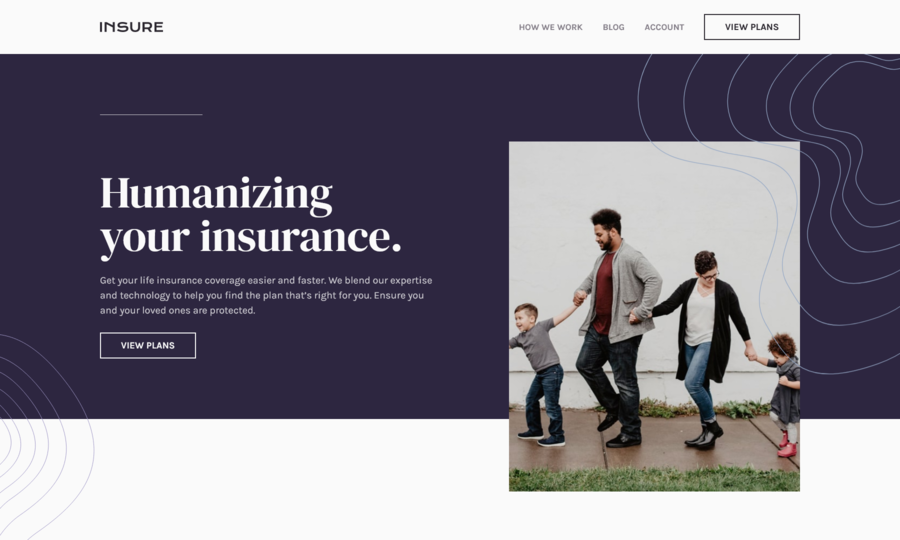 INSURE
HOW WE WORK
BLOG
ACCOUNT
VIEW PLANS
Humanizing
your insurance.
Get your life insurance coverage easier and faster. We blend our expertise
and technology to help you find the plan that's right for you. Ensure you
and your loved ones are protected.
VIEW PLANS